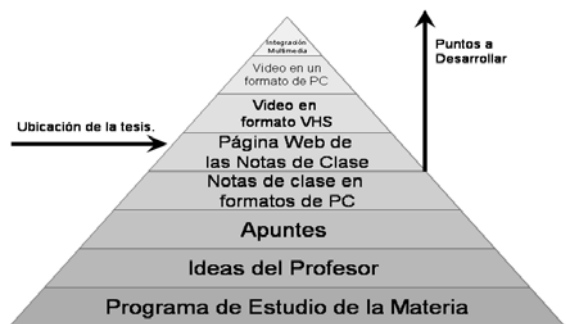 Integración
Multimedia
Video en un
formato de PC
Puntos a
Desarrollar
Video en
formato VHS
Ubicación de la tesis.
Página Web de
las Notas de Clase
Notas de clase en
formatos de PC
Apuntes
Ideas del Profesor
Programa de Estudio de la Materia